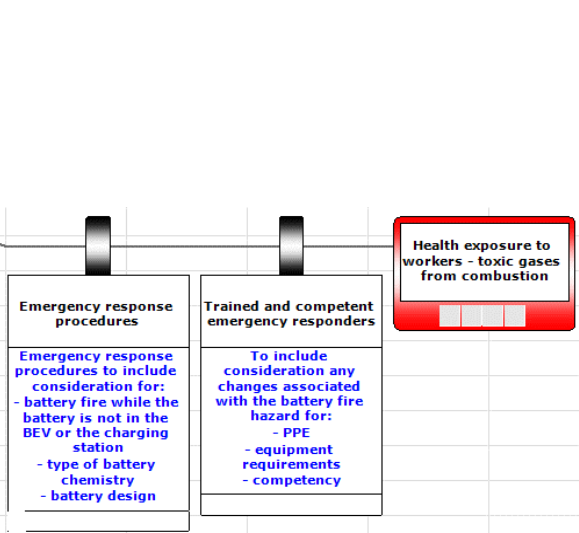 Emergency response
procedures
Emergency response
procedures to include
consideration for:
- battery fire while the
battery is not in the
BEV or the charging
station
- type of battery
chemistry
- battery design
Trained and competent
emergency responders
To include
consideration any
changes associated
with the battery fire
hazard for:
- PPE
- equipment
requirements
- competency
Health exposure to
workers - toxic gases
from combustion